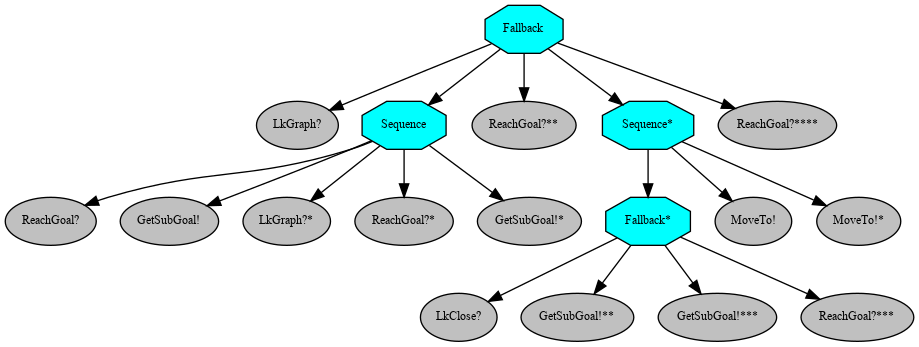 Fallback
LkGraph?
Sequence
ReachGoal?**
Sequence*
ReachGoal?****
ReachGoal?
GetSubGoal!
LkGraph?*
ReachGoal?*
GetSubGoal!*
Fallback*
MoveTo!
MoveTo!*
LkClose?
GetSubGoal!**
GetSubGoal!***
ReachGoal?***